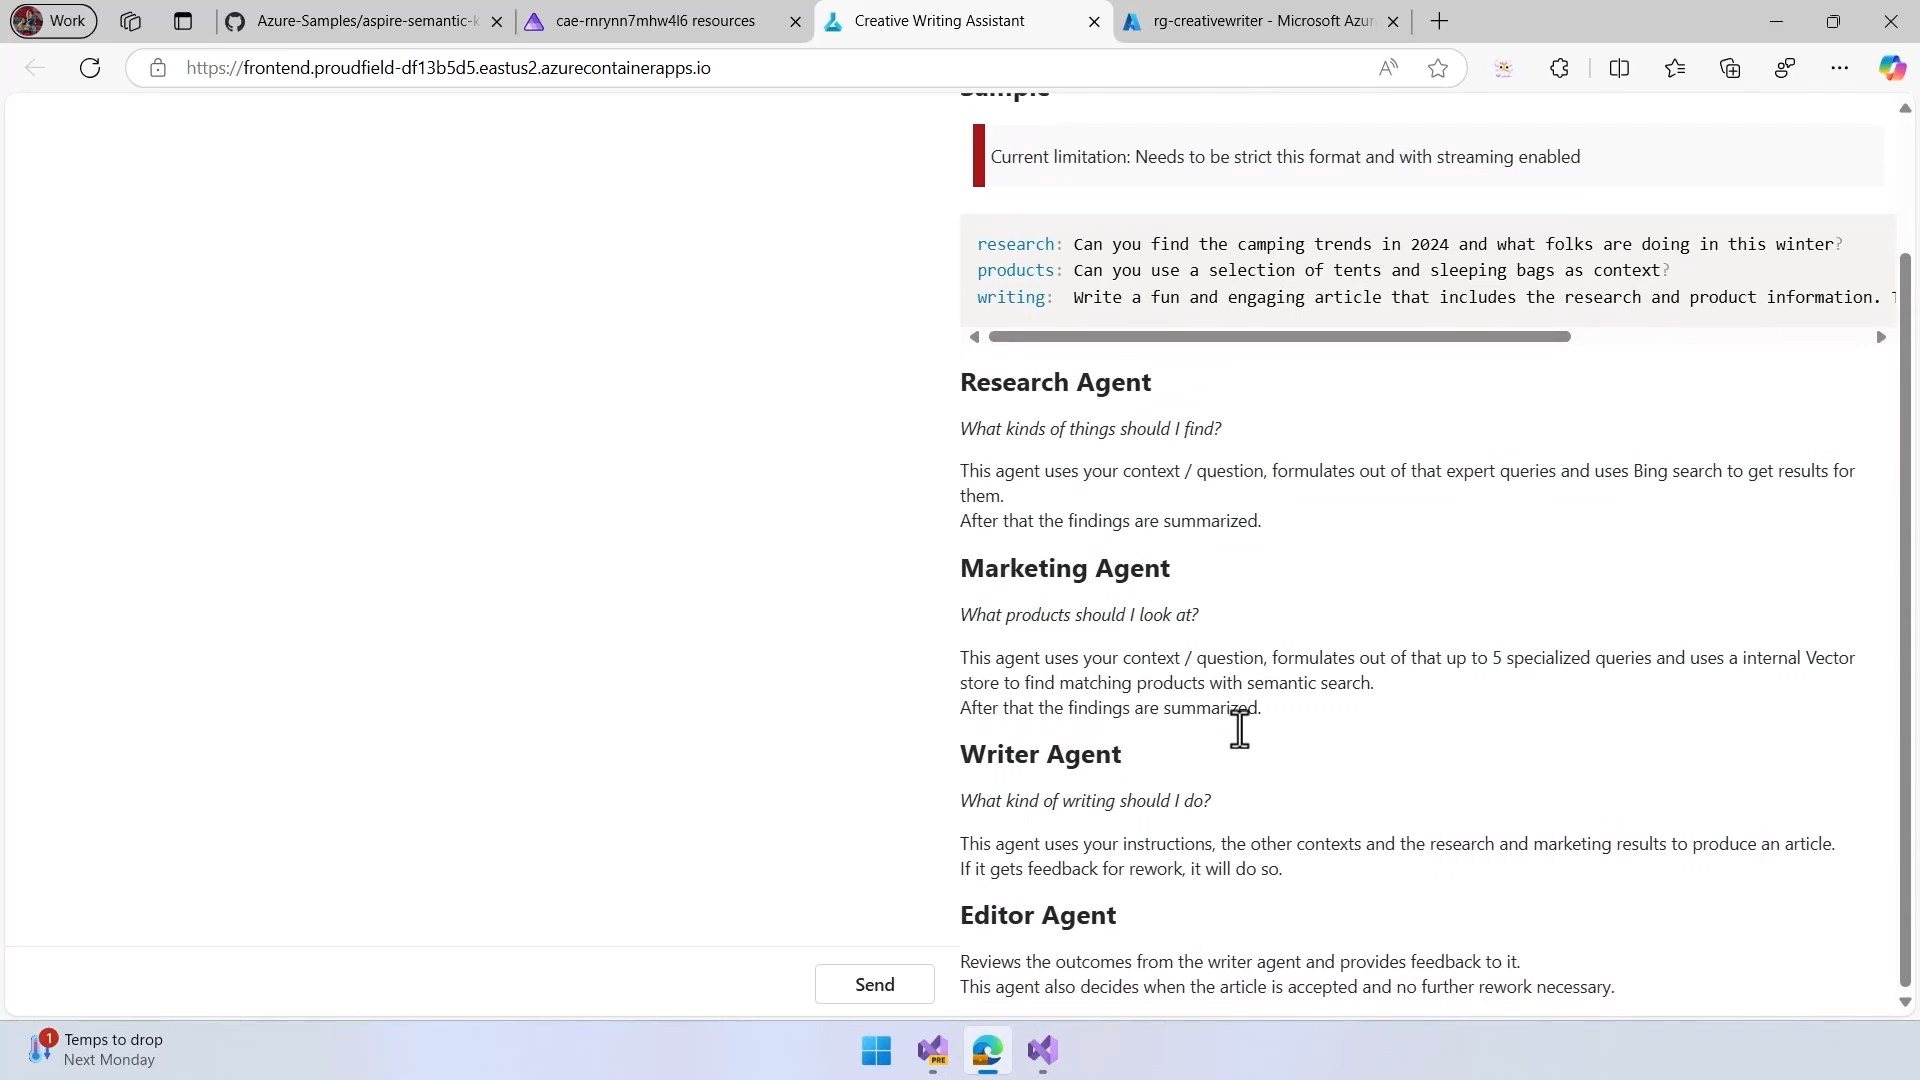 Work
Azure-Samples/aspire-semantic-k
cae-rnrynn7mhw4l6 resources
Creative Writing Assistant
rg-creativewriter - Microsoft Azur
https://frontend.proudfield-df13b5d5.eastus2.azurecontainerapps.io
Sample
Current limitation: Needs to be strict this format and with streaming enabled
research: Can you find the camping trends in 2024 and what folks are doing in this winter?
products: Can you use a selection of tents and sleeping bags as context?
writing:  Write a fun and engaging article that includes the research and product information. T
Research Agent
What kinds of things should I find?
This agent uses your context / question, formulates out of that expert queries and uses Bing search to get results for
them.
After that the findings are summarized.
Marketing Agent
What products should I look at?
This agent uses your context / question, formulates out of that up to 5 specialized queries and uses a internal Vector
store to find matching products with semantic search.
After that the findings are summarized.
Writer Agent
What kind of writing should I do?
This agent uses your instructions, the other contexts and the research and marketing results to produce an article.
If it gets feedback for rework, it will do so.
Editor Agent
Reviews the outcomes from the writer agent and provides feedback to it.
This agent also decides when the article is accepted and no further rework necessary.
Send
1
Temps to drop
Next Monday
PRE